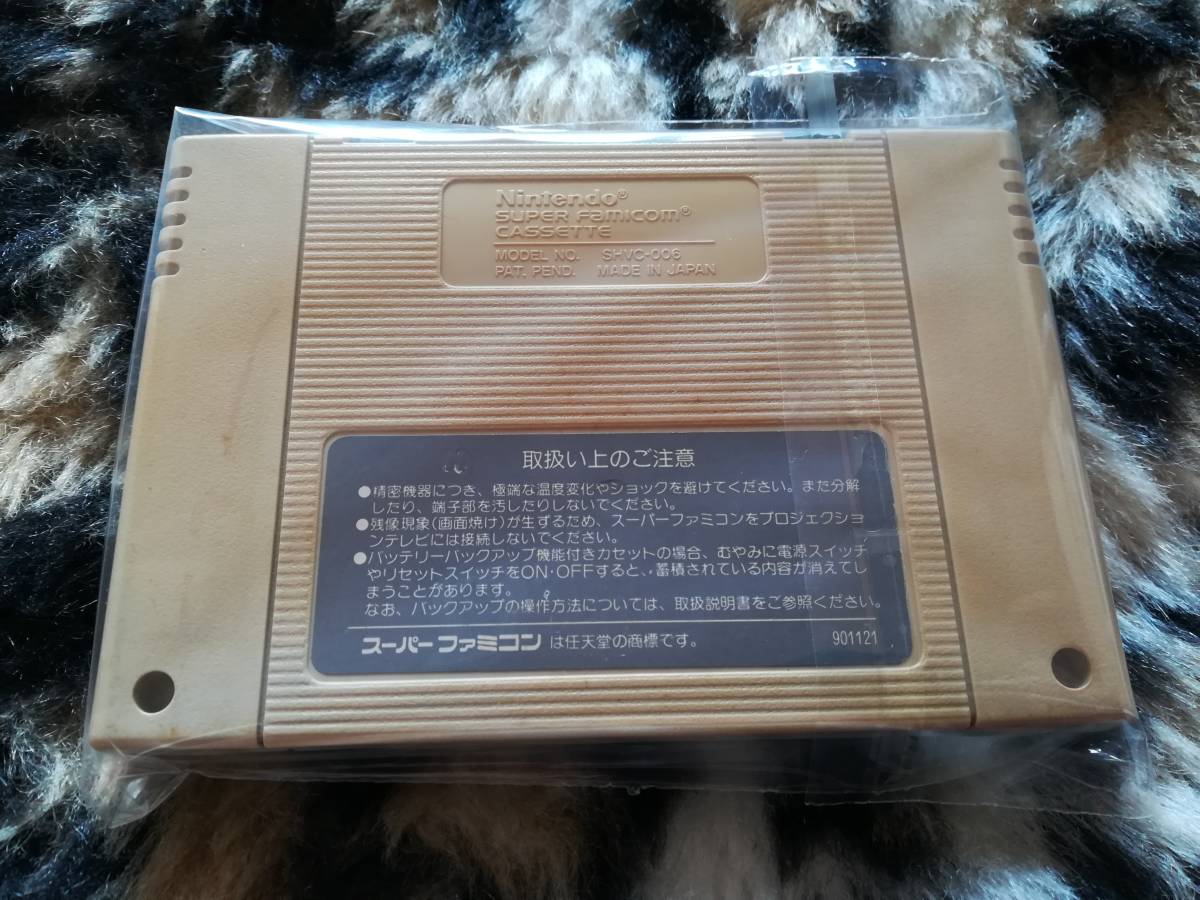 Nintendo®
SUPER FAMICOM®
CASSETTE
MODEL NO. SHVC-006
PAT. PEND. MADE IN JAPAN
取扱い上のご注意
●精密機器につき、極端な温度変化やショックを避けてください。また分解
したり、端子部を汚したりしないでください。
●残像現象(画面焼け)が生ずるため、スーパーファミコンをプロジェクショ
ンテレビには接続しないでください。
●バッテリーバックアップ機能付きカセットの場合、むやみに電源スイッチ
やリセットスイッチをON・OFFすると、蓄積されている内容が消えてし
まうことがあります。
なお、バックアップの操作方法については、取扱説明書をご参照ください。
スーパーファミコンは任天堂の商標です。 901121